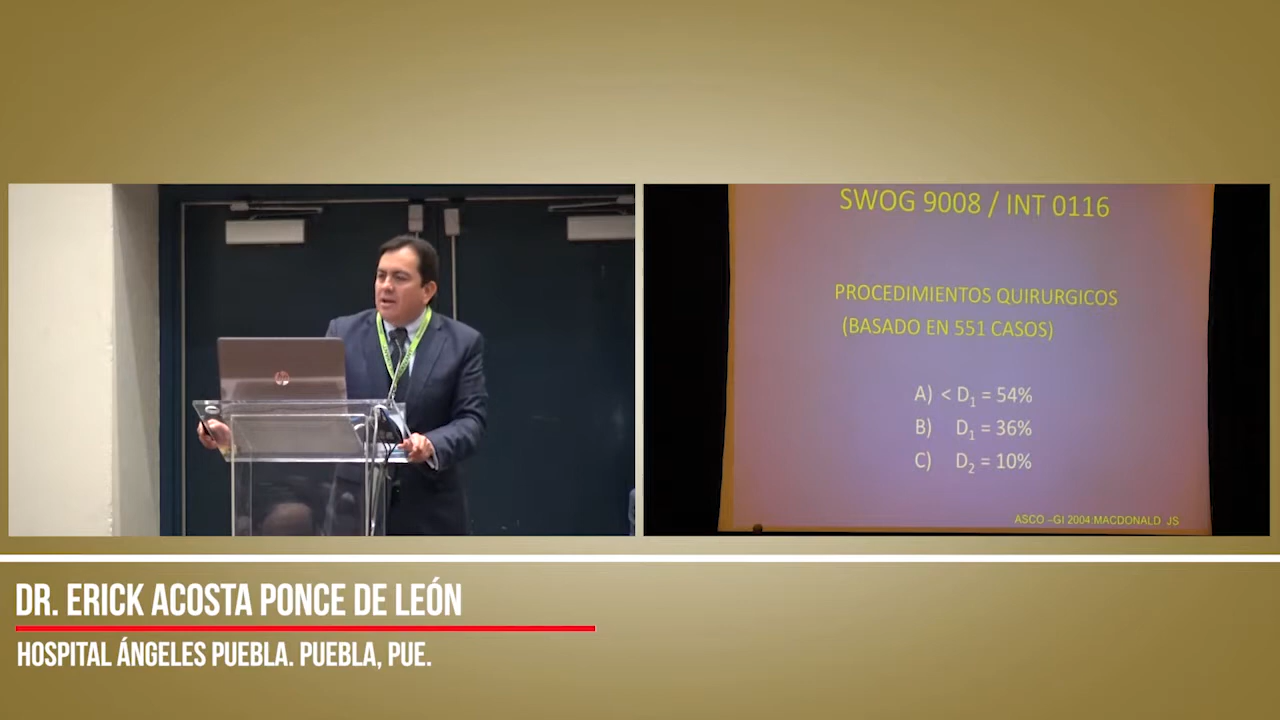 SWOG 9008 / INT 0116
PROCEDIMIENTOS QUIRURGICOS
(BASADO EN 551 CASOS)
A) < D₁ = 54%
B) D₁ = 36%
C) D₂ = 10%
ASCO –GI 2004:MACDONALD JS
DR. ERICK ACOSTA PONCE DE LEÓN
HOSPITAL ÁNGELES PUEBLA. PUEBLA, PUE.